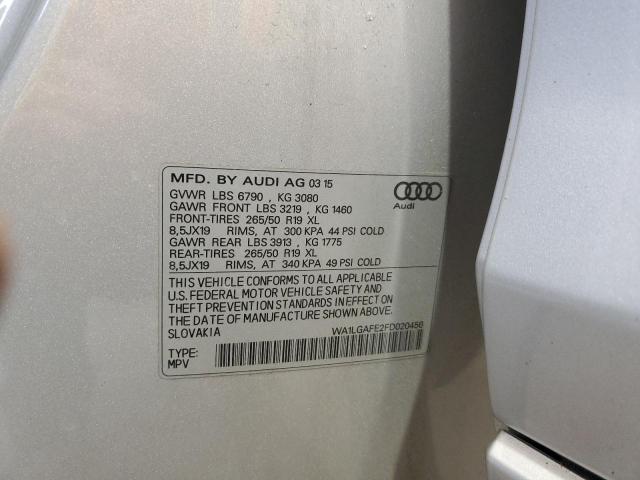 MFD. BY AUDI AG 03 15
GVWR LBS 6790 , KG 3080
GAWR FRONT LBS 3219 , KG 1460
FRONT-TIRES 265/50 R19 XL
8,5JX19 RIMS, AT 300 KPA 44 PSI COLD
GAWR REAR LBS 3913 , KG 1775
REAR-TIRES 265/50 R19 XL
8,5JX19 RIMS, AT 340 KPA 49 PSI COLD
Audi
THIS VEHICLE CONFORMS TO ALL APPLICABLE
U.S. FEDERAL MOTOR VEHICLE SAFETY AND
THEFT PREVENTION STANDARDS IN EFFECT ON THE
DATE OF MANUFACTURE SHOWN ABOVE.
SLOVAKIA
WA1LGAFE2FD020456
TYPE:
MPV